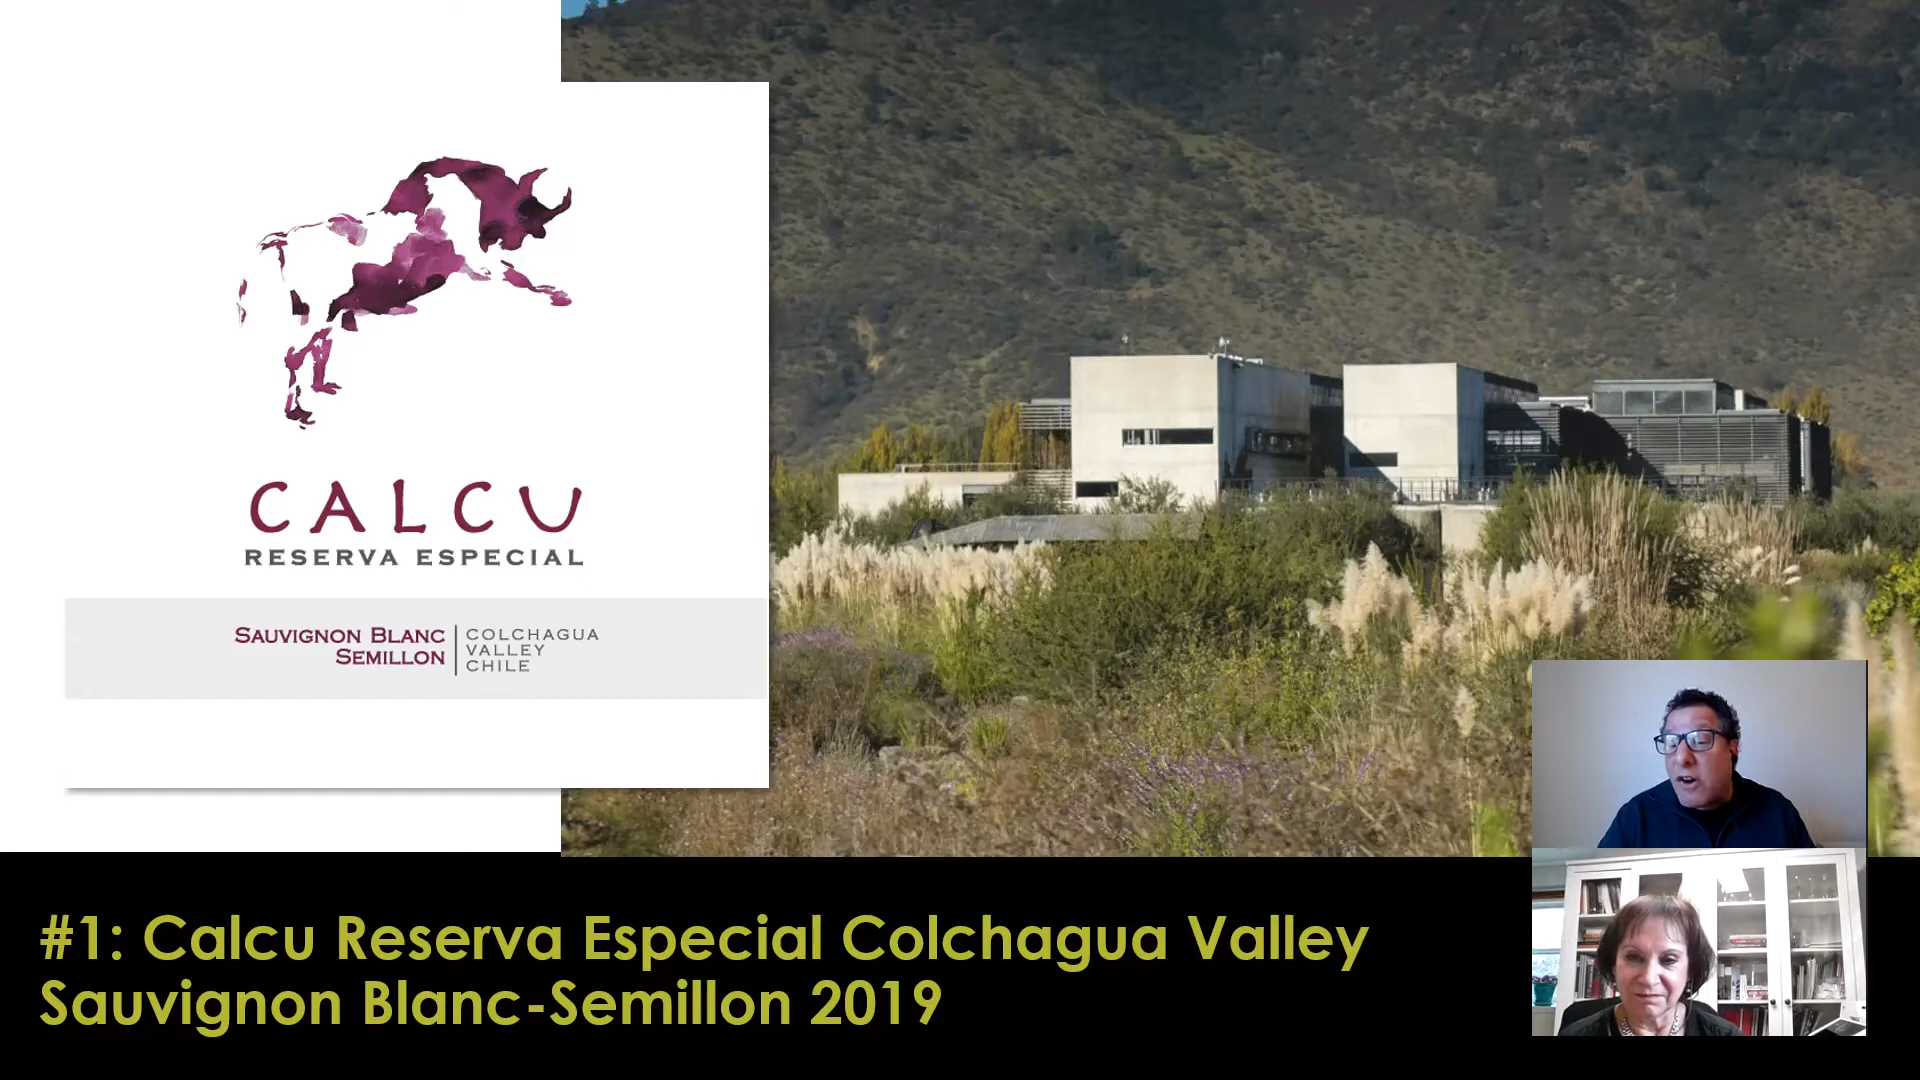 CALCU
RESERVA ESPECIAL
SAUVIGNON BLANC
SEMILLON
COLCHAGUA
VALLEY
CHILE
#1: Calcu Reserva Especial Colchagua Valley
Sauvignon Blanc-Semillon 2019